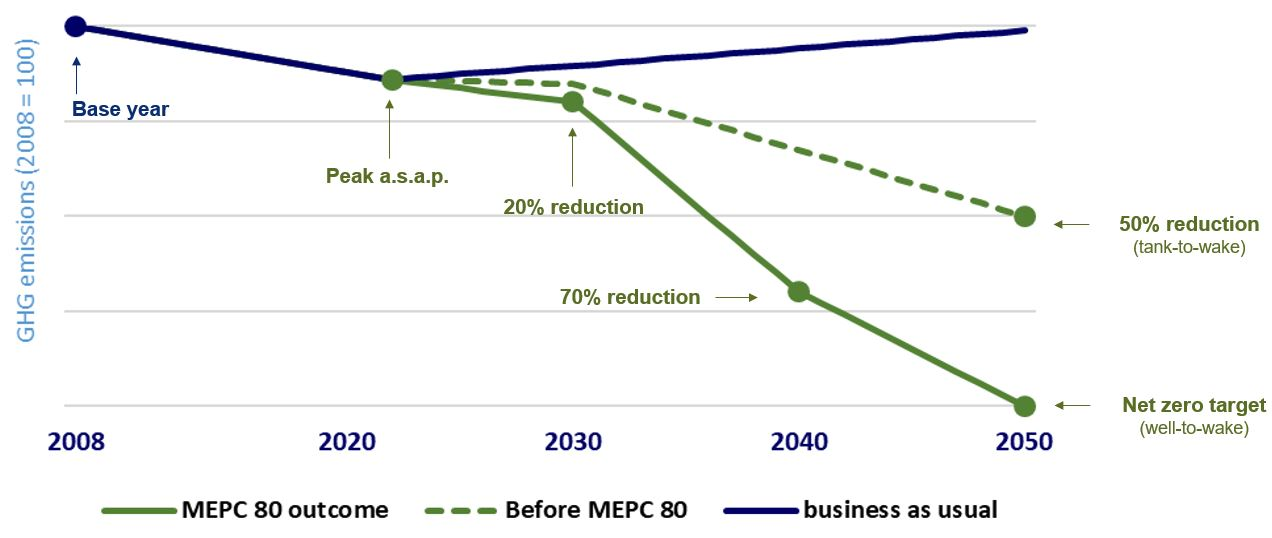 GHG emissions (2008 = 100)
Base year
Peak a.s.a.p.
20% reduction
50% reduction
(tank-to-wake)
70% reduction
Net zero target
(well-to-wake)
2008 2020 2030 2040 2050
MEPC 80 outcome Before MEPC 80 business as usual